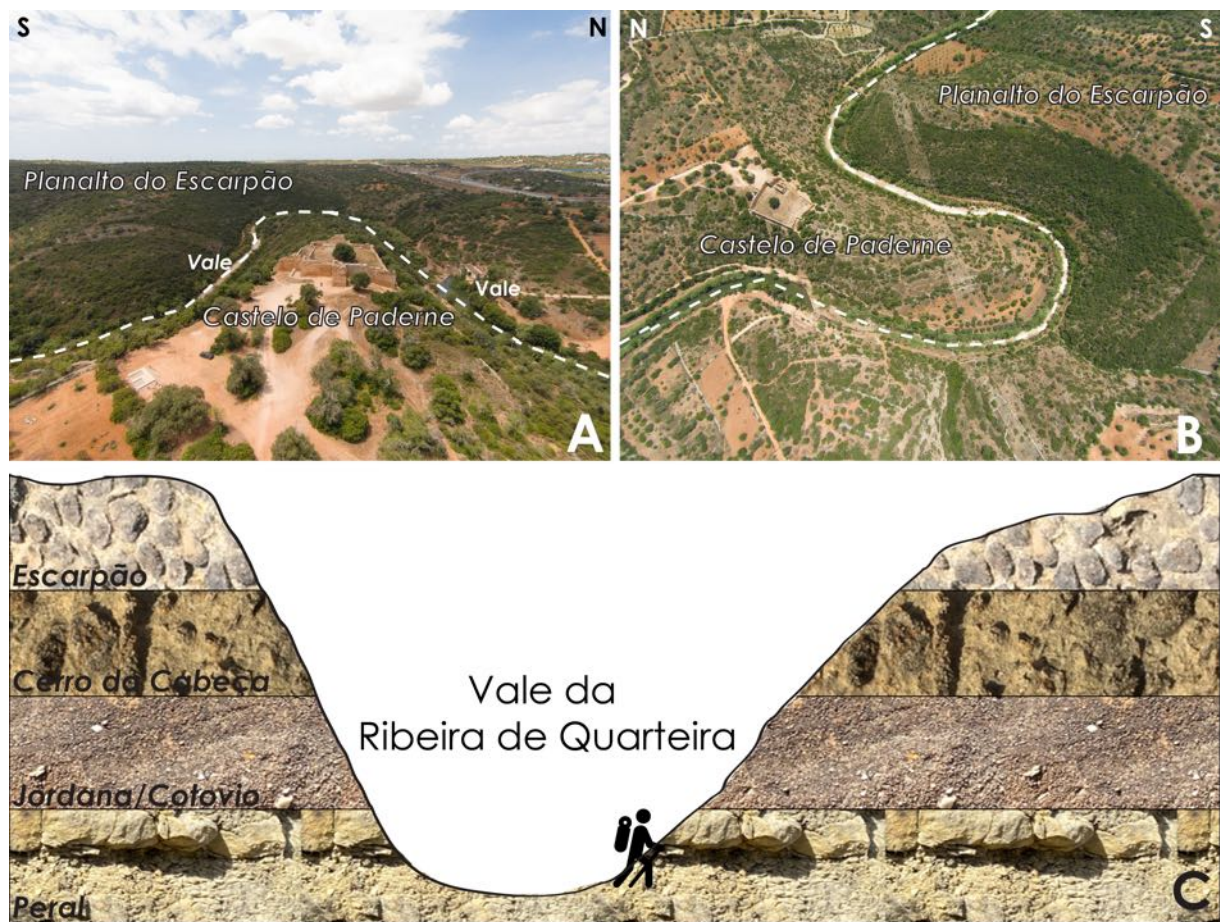 S
N
Planalto do Escarpão
Vale
Vale
Castelo de Paderne
A
N
S
Planalto do Escarpão
Castelo de Paderne
B
Escarpão
Cerro da Cabeça
Vale da
Ribeira de Quarteira
Jordana/Cotovio
Peral
C